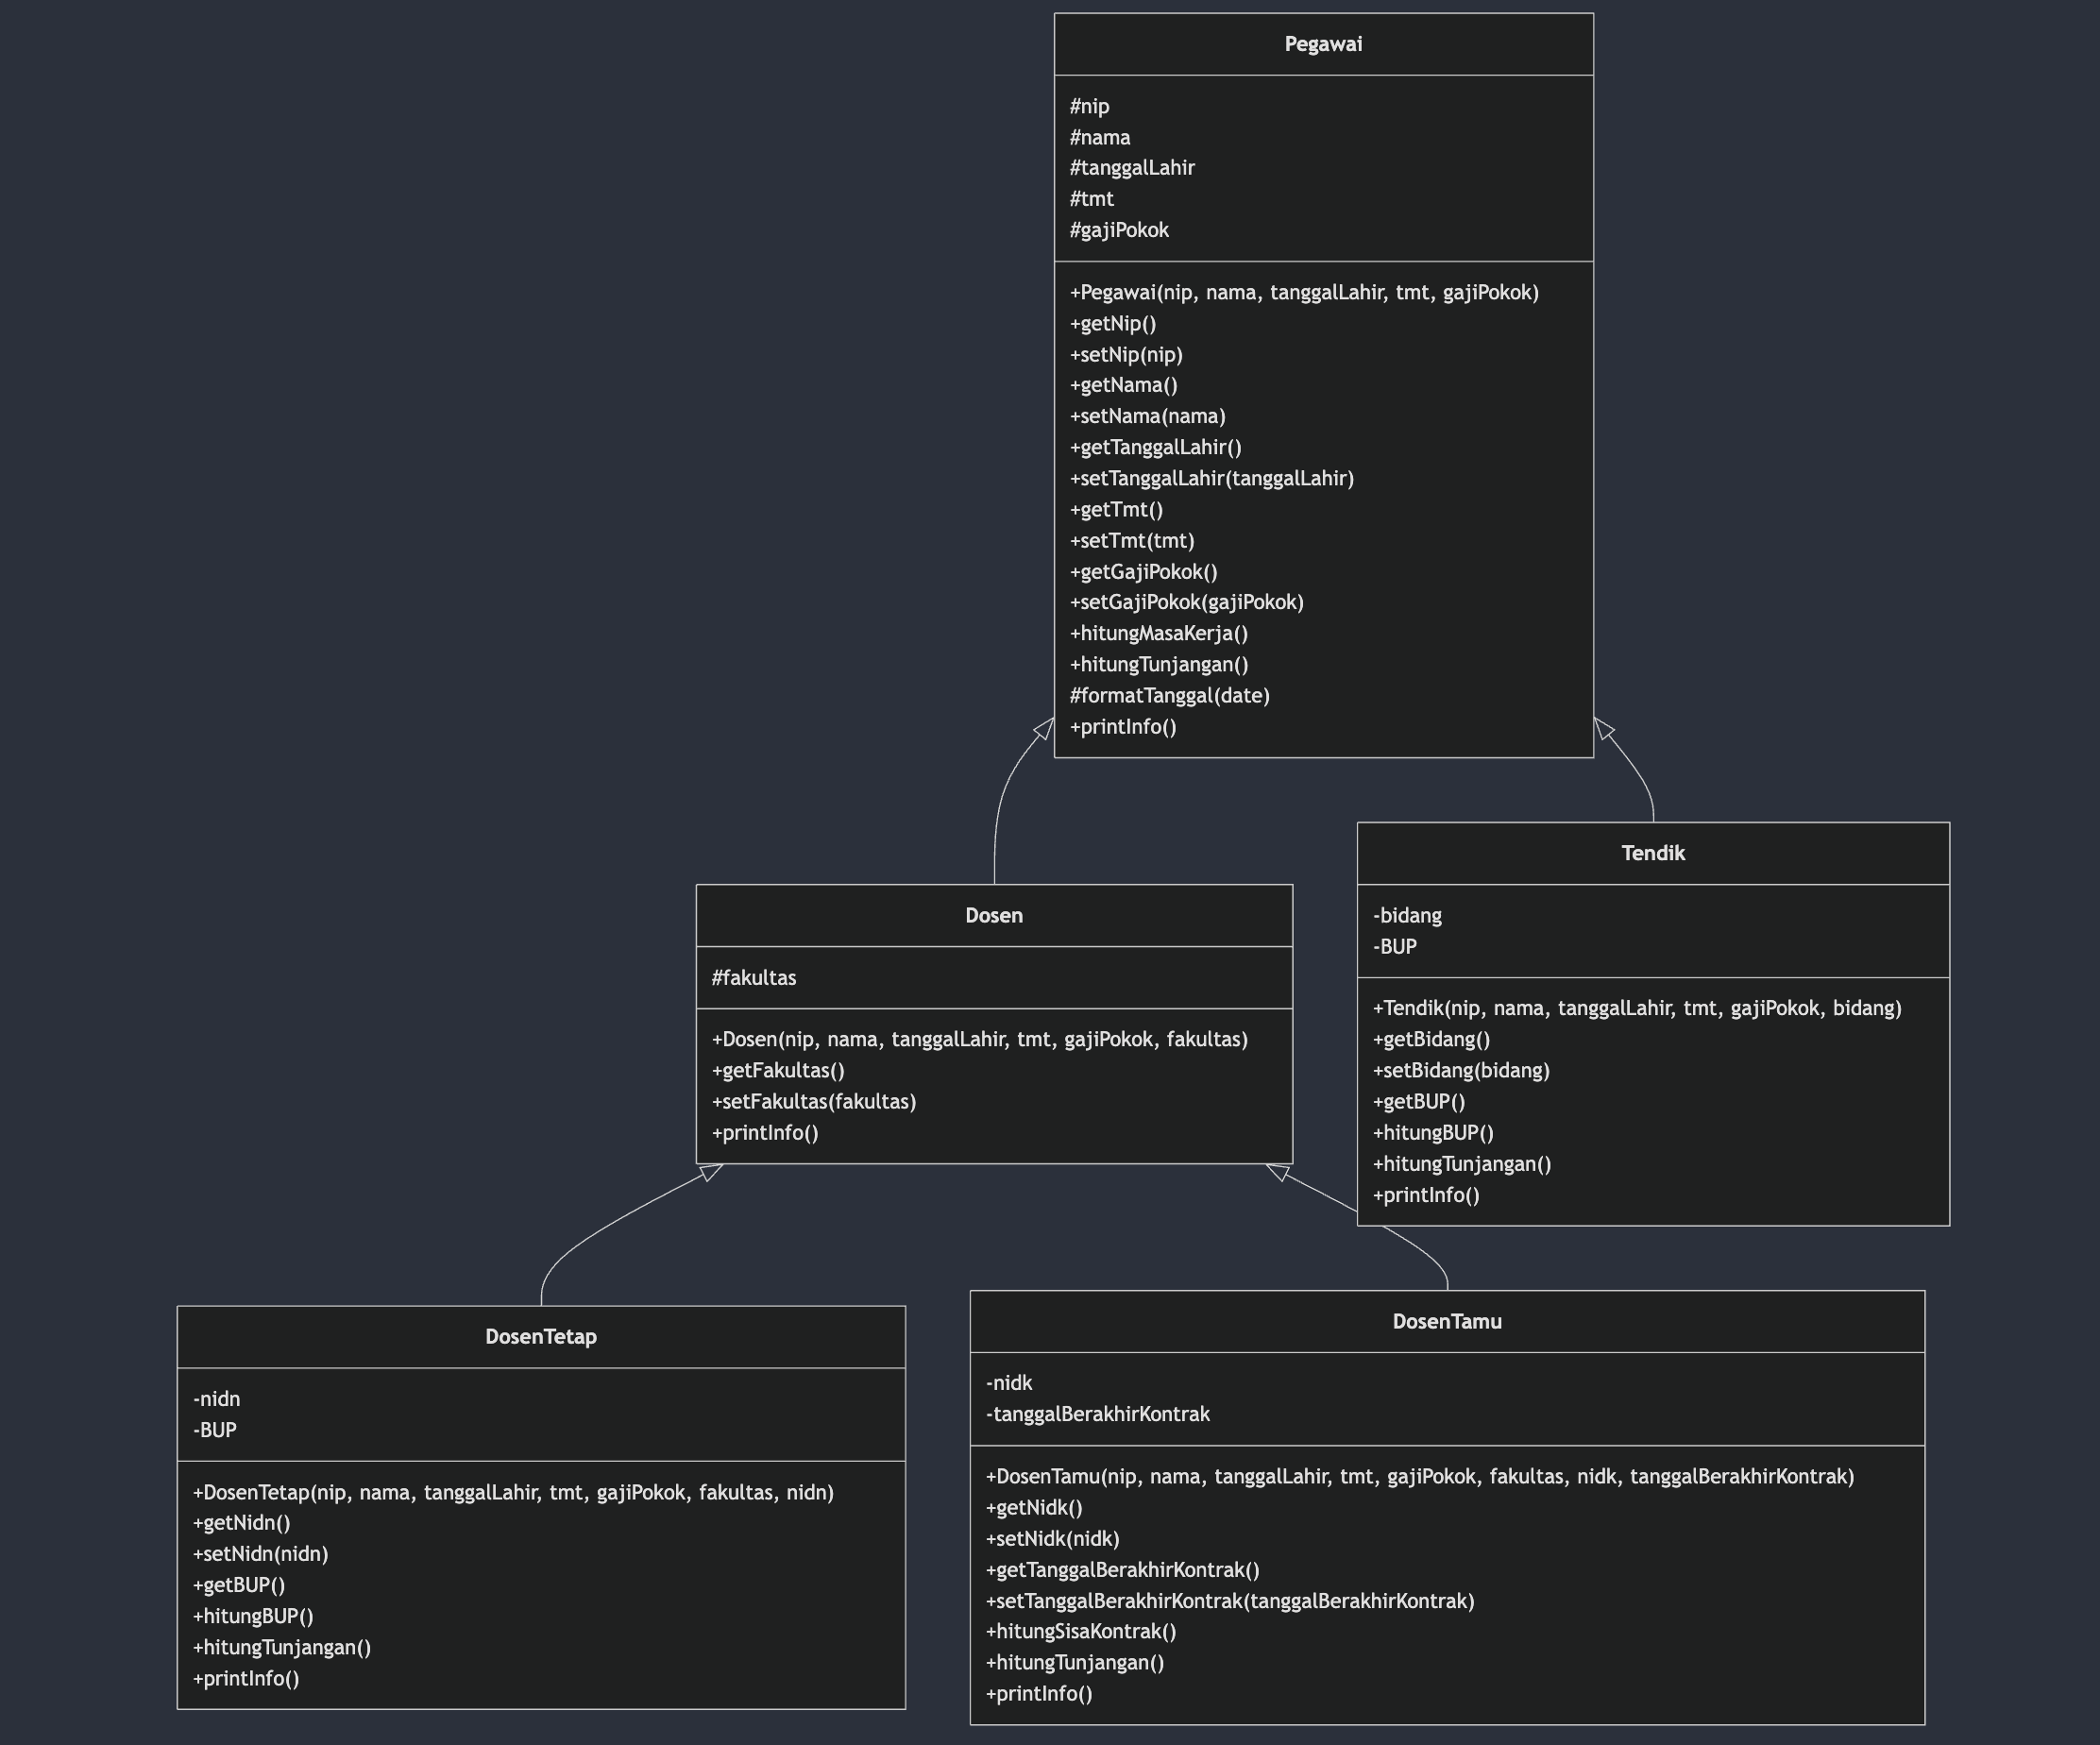 Pegawai
#nip
#nama
#tanggalLahir
#tmt
#gajiPokok
+Pegawai(nip, nama, tanggalLahir, tmt, gajiPokok)
+getNip()
+setNip(nip)
+getNama()
+setNama(nama)
+getTanggalLahir()
+setTanggalLahir(tanggalLahir)
+getTmt()
+setTmt(tmt)
+getGajiPokok()
+setGajiPokok(gajiPokok)
+hitungMasaKerja()
+hitungTunjangan()
#formatTanggal(date)
+printInfo()
Dosen
#fakultas
+Dosen(nip, nama, tanggalLahir, tmt, gajiPokok, fakultas)
+getFakultas()
+setFakultas(fakultas)
+printInfo()
Tendik
-bidang
-BUP
+Tendik(nip, nama, tanggalLahir, tmt, gajiPokok, bidang)
+getBidang()
+setBidang(bidang)
+getBUP()
+hitungBUP()
+hitungTunjangan()
+printInfo()
DosenTetap
-nidn
-BUP
+DosenTetap(nip, nama, tanggalLahir, tmt, gajiPokok, fakultas, nidn)
+getNidn()
+setNidn(nidn)
+getBUP()
+hitungBUP()
+hitungTunjangan()
+printInfo()
DosenTamu
-nidk
-tanggalBerakhirKontrak
+DosenTamu(nip, nama, tanggalLahir, tmt, gajiPokok, fakultas, nidk, tanggalBerakhirKontrak)
+getNidk()
+setNidk(nidk)
+getTanggalBerakhirKontrak()
+setTanggalBerakhirKontrak(tanggalBerakhirKontrak)
+hitungSisaKontrak()
+hitungTunjangan()
+printInfo()